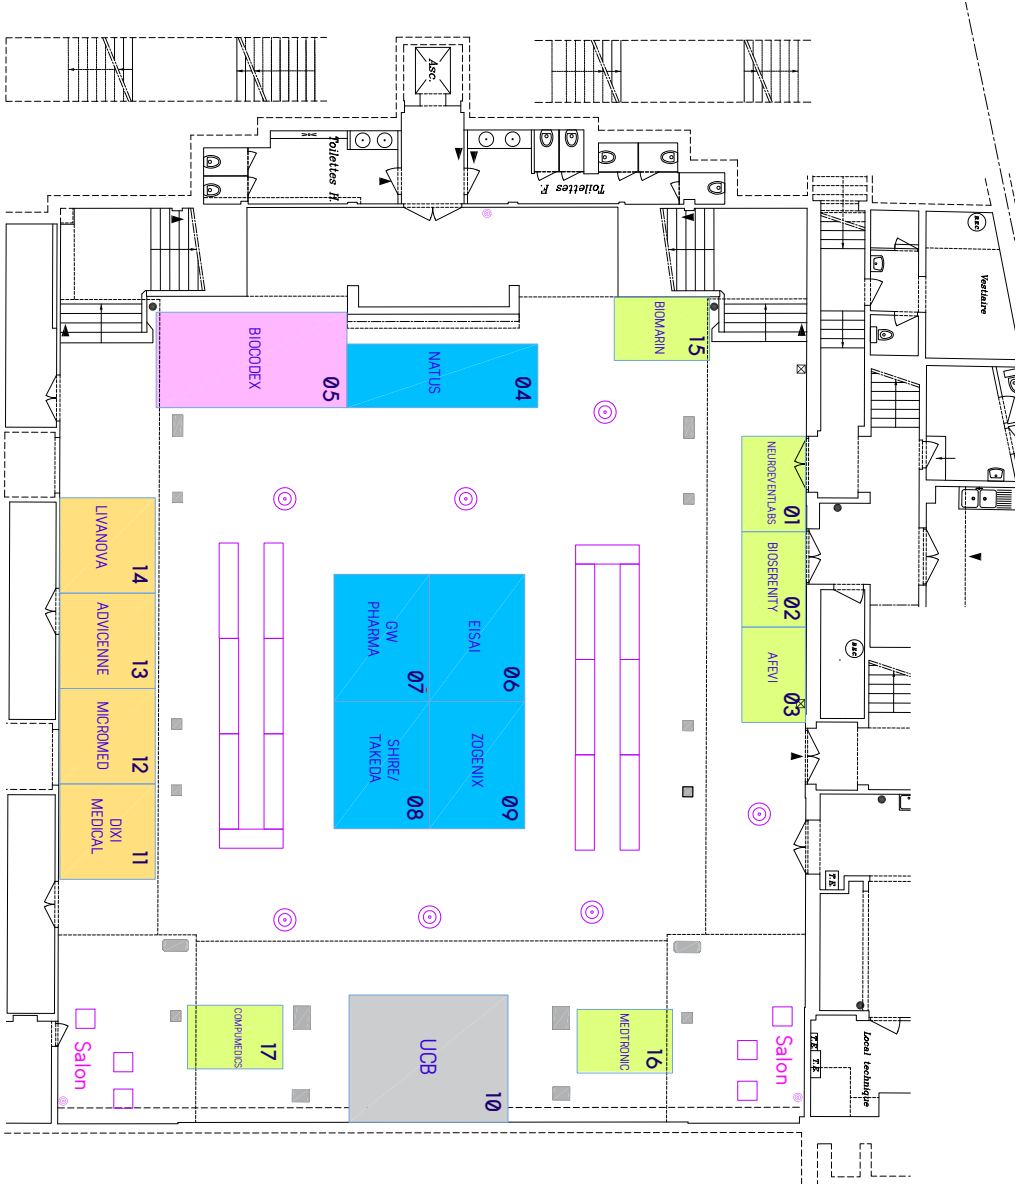 Asc.
Toilettes H.
Toilettes F.
BEC
Vestiaire
BIOCODEX
05
NATUS
04
BIOMARIN
15
NEUROEVENTLABS
01
BIOSERENITY
02
AFEVI
03
LIVANOVA
14
ADVICENNE
13
MICROMED
12
DIXI
MEDICAL
11
GW
PHARMA
07
EISAI
06
SHIRE/
TAKEDA
08
ZOGENIX
09
T.E
Salon
COMPUMEDICS
17
UCB
10
MEDTRONIC
16
Salon
T.E
T.E
Local technique